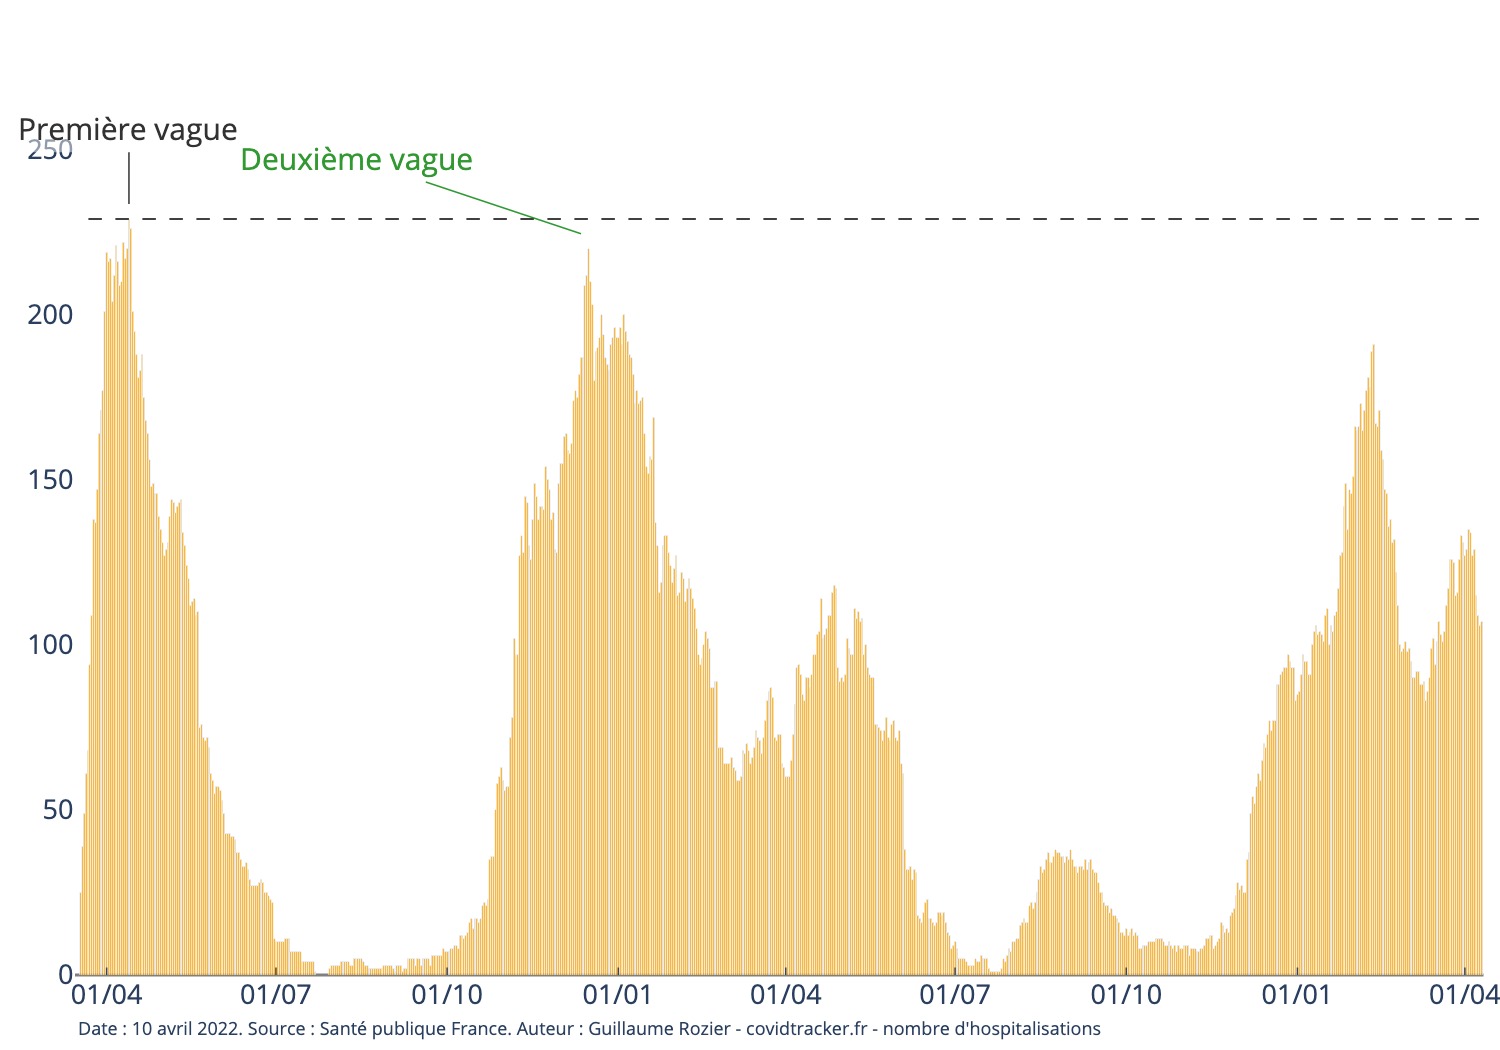 Première vague
250
Deuxième vague
200
150
100
50
0
01/04 01/07 01/10 01/01 01/04 01/07 01/10 01/01 01/04
Date : 10 avril 2022. Source : Santé publique France. Auteur : Guillaume Rozier - covidtracker.fr - nombre d'hospitalisations